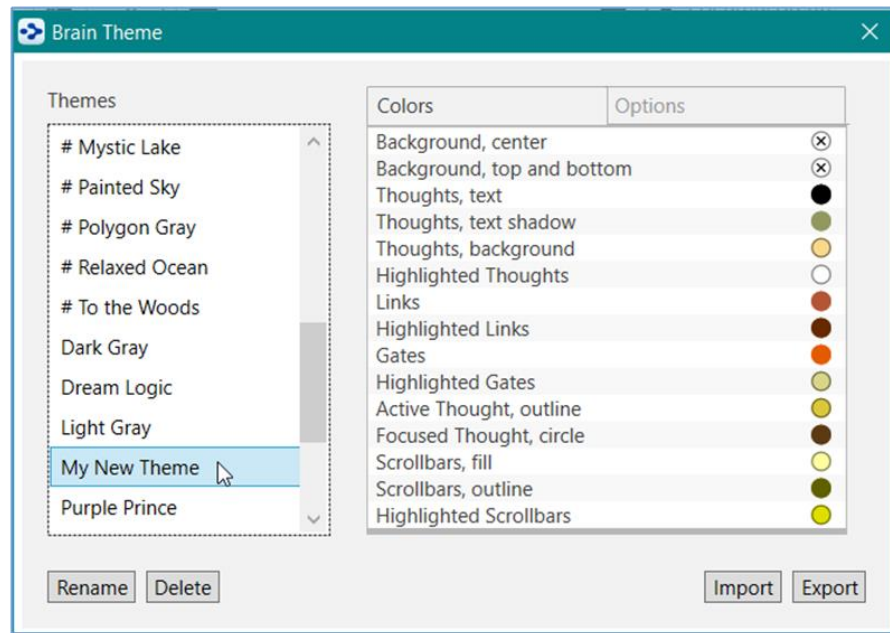 Brain Theme
Themes
# Mystic Lake
# Painted Sky
# Polygon Gray
# Relaxed Ocean
# To the Woods
Dark Gray
Dream Logic
Light Gray
My New Theme
Purple Prince
Rename Delete
Colors Options
Background, center
Background, top and bottom
Thoughts, text
Thoughts, text shadow
Thoughts, background
Highlighted Thoughts
Links
Highlighted Links
Gates
Highlighted Gates
Active Thought, outline
Focused Thought, circle
Scrollbars, fill
Scrollbars, outline
Highlighted Scrollbars
Import Export